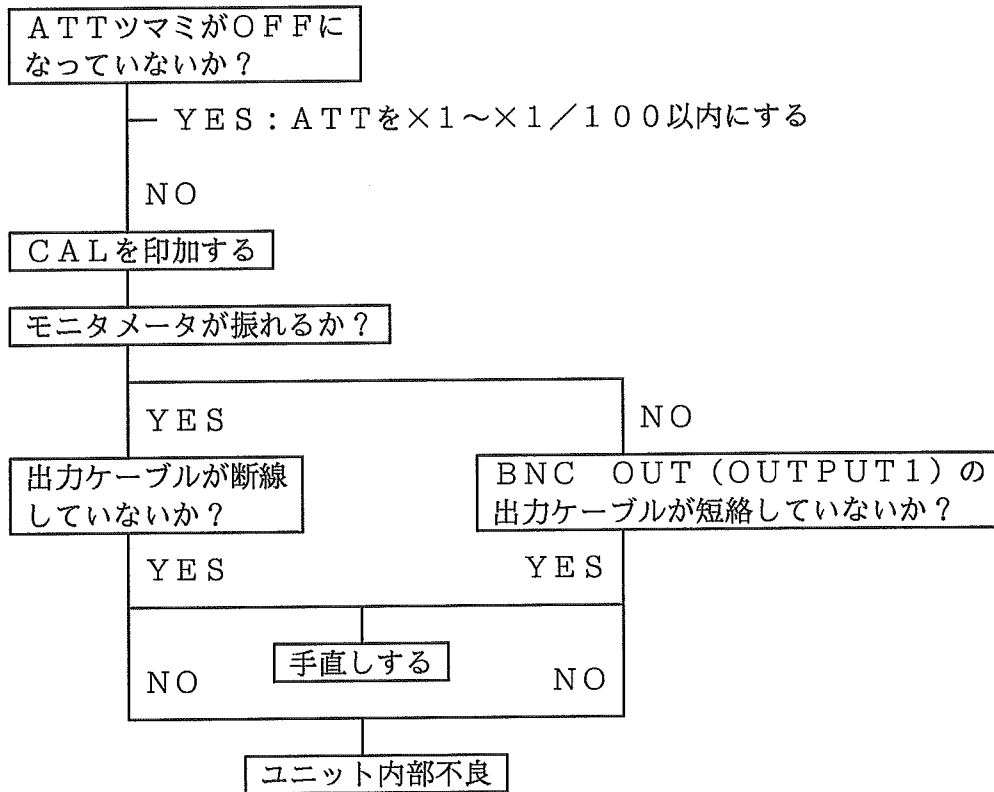 ATTツマミがOFFに
なっていないか？
YES：ATTを×1～×1／100以内にする
NO
CALを印加する
モニタメータが振れるか？
YES
NO
出力ケーブルが断線
していないか？
BNC　OUT（OUTPUT1）の
出力ケーブルが短絡していないか？
YES
YES
手直しする
NO
NO
ユニット内部不良